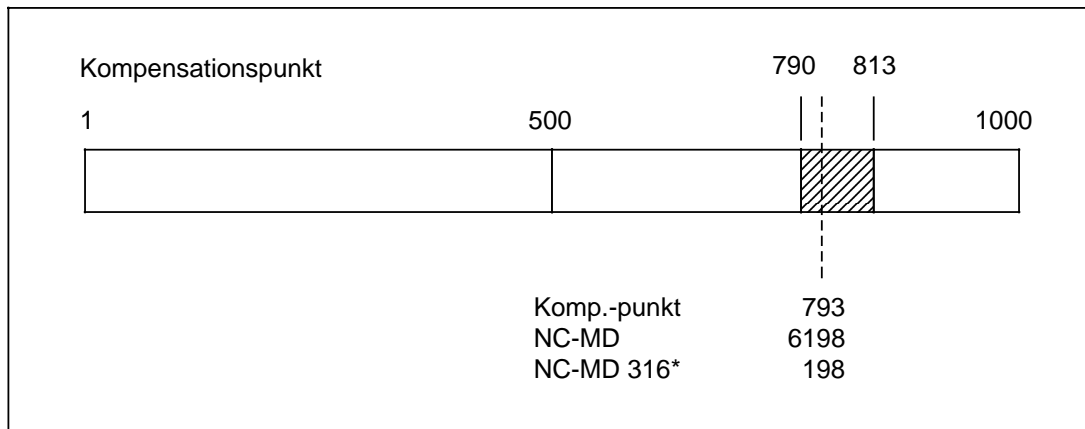 Kompensationspunkt 790 813
1 500 1000
Komp.-punkt 793
NC-MD 6198
NC-MD 316* 198